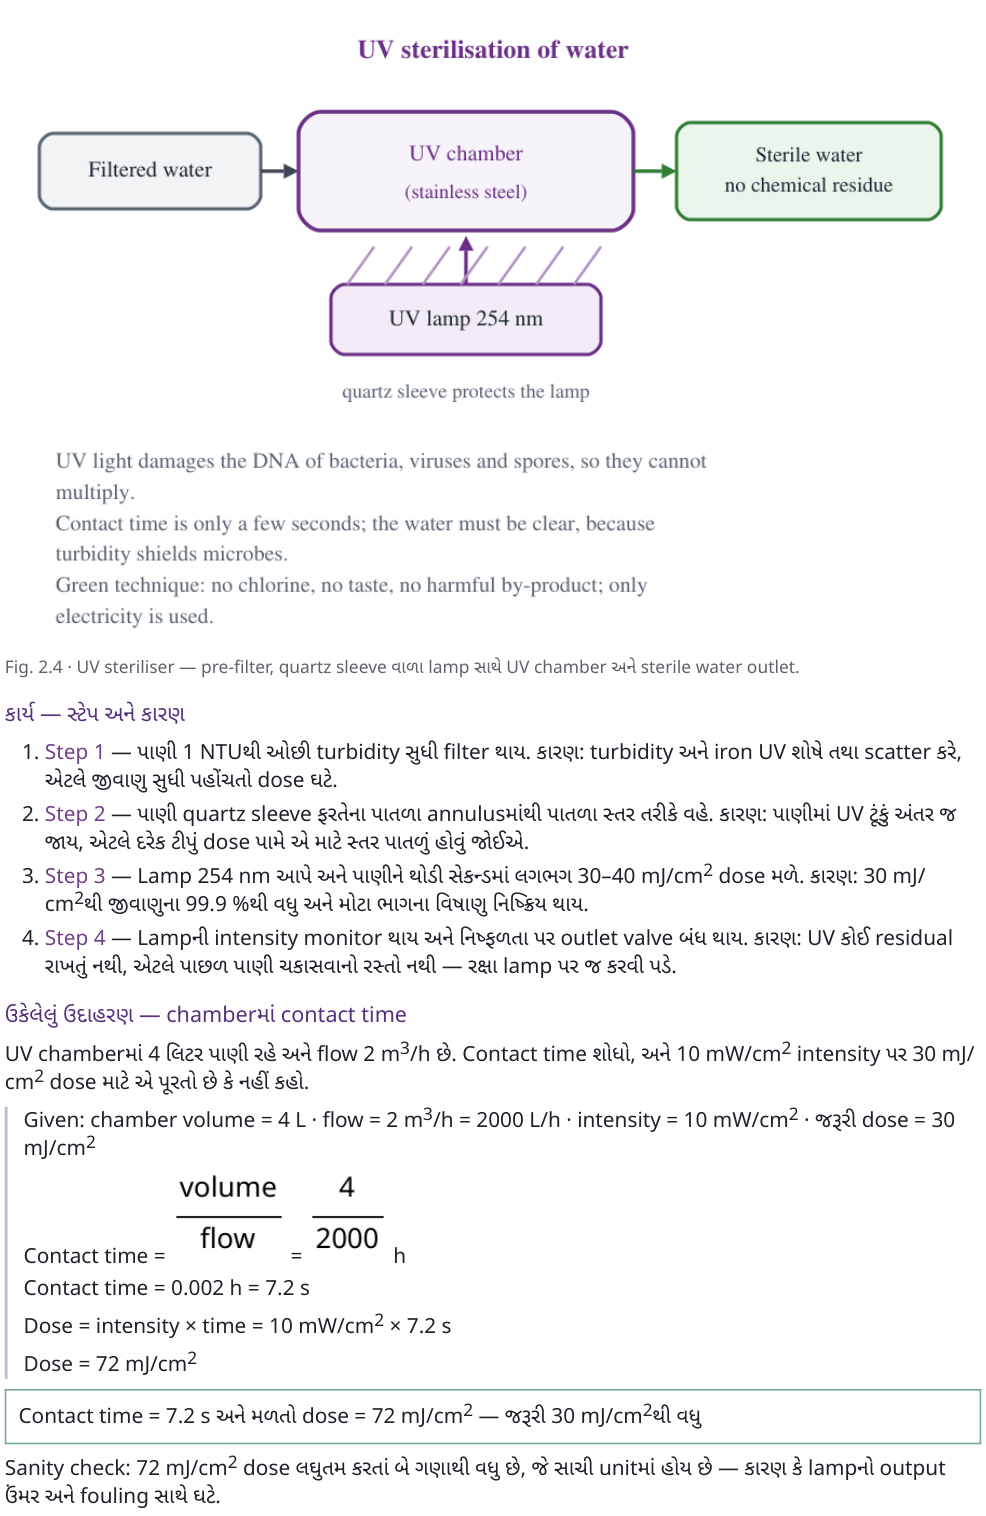 UV sterilisation of water
Filtered water
UV chamber
(stainless steel)
Sterile water
no chemical residue
UV lamp 254 nm
quartz sleeve protects the lamp
UV light damages the DNA of bacteria, viruses and spores, so they cannot
multiply.
Contact time is only a few seconds; the water must be clear, because
turbidity shields microbes.
Green technique: no chlorine, no taste, no harmful by-product; only
electricity is used.
Fig. 2.4 · UV steriliser — pre-filter, quartz sleeve વાળા lamp સાથે UV chamber અને sterile water outlet.
કાર્ય — સ્ટેપ અને કારણ
1. Step 1 — પાણી 1 NTUથી ઓછી turbidity સુધી filter થાય. કારણ: turbidity અને iron UV શોષે તથા scatter કરે,
એટલે જીવાણુ સુધી પહોંચતો dose ઘટે.
2. Step 2 — પાણી quartz sleeve ફરતેના પાતળા annulusમાંથી પાતળા સ્તર તરીકે વહે. કારણ: પાણીમાં UV ટૂંકું અંતર જ
જાય, એટલે દરેક ટીપું dose પામે એ માટે સ્તર પાતળું હોવું જોઈએ.
3. Step 3 — Lamp 254 nm આપે અને પાણીને થોડી સેકન્ડમાં લગભગ 30–40 mJ/cm² dose મળે. કારણ: 30 mJ/
cm²થી જીવાણુના 99.9 %થી વધુ અને મોટા ભાગના વિષાણુ નિષ્ક્રિય થાય.
4. Step 4 — Lampની intensity monitor થાય અને નિષ્ફળતા પર outlet valve બંધ થાય. કારણ: UV કોઈ residual
રાખતું નથી, એટલે પાછળ પાણી ચકાસવાનો રસ્તો નથી — રક્ષા lamp પર જ કરવી પડે.
ઉકેલેલું ઉદાહરણ — chamberમાં contact time
UV chamberમાં 4 લિટર પાણી રહે અને flow 2 m³/h છે. Contact time શોધો, અને 10 mW/cm² intensity પર 30 mJ/
cm² dose માટે એ પૂરતો છે કે નહીં કહો.
Given: chamber volume = 4 L · flow = 2 m³/h = 2000 L/h · intensity = 10 mW/cm² · જરૂરી dose = 30
mJ/cm²
Contact time = volume/flow = 4/2000 h
Contact time = 0.002 h = 7.2 s
Dose = intensity × time = 10 mW/cm² × 7.2 s
Dose = 72 mJ/cm²
Contact time = 7.2 s અને મળતો dose = 72 mJ/cm² — જરૂરી 30 mJ/cm²થી વધુ
Sanity check: 72 mJ/cm² dose લઘુતમ કરતાં બે ગણાથી વધુ છે, જે સાચી unitમાં હોય છે — કારણ કે lampનો output
ઉંમર અને fouling સાથે ઘટે.